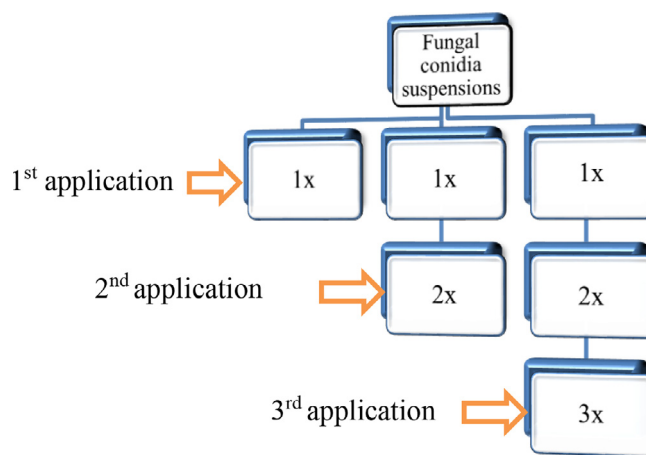 Fungal
conidia
suspensions
1st application
1x
1x
1x
2nd application
2x
2x
3rd application
3x